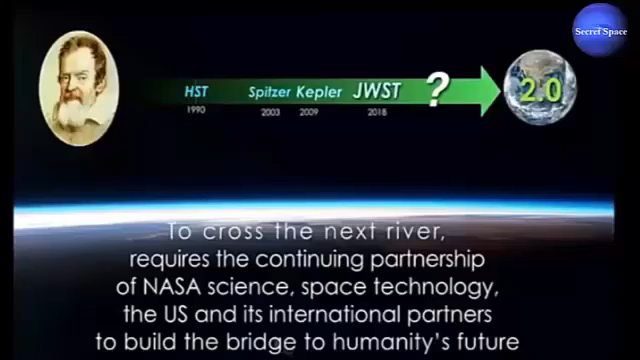 Secret Space
HST Spitzer Kepler JWST ? 2.0
1990 2003 2009 2018
To cross the next river,
requires the continuing partnership
of NASA science, space technology,
the US and its international partners
to build the bridge to humanity's future